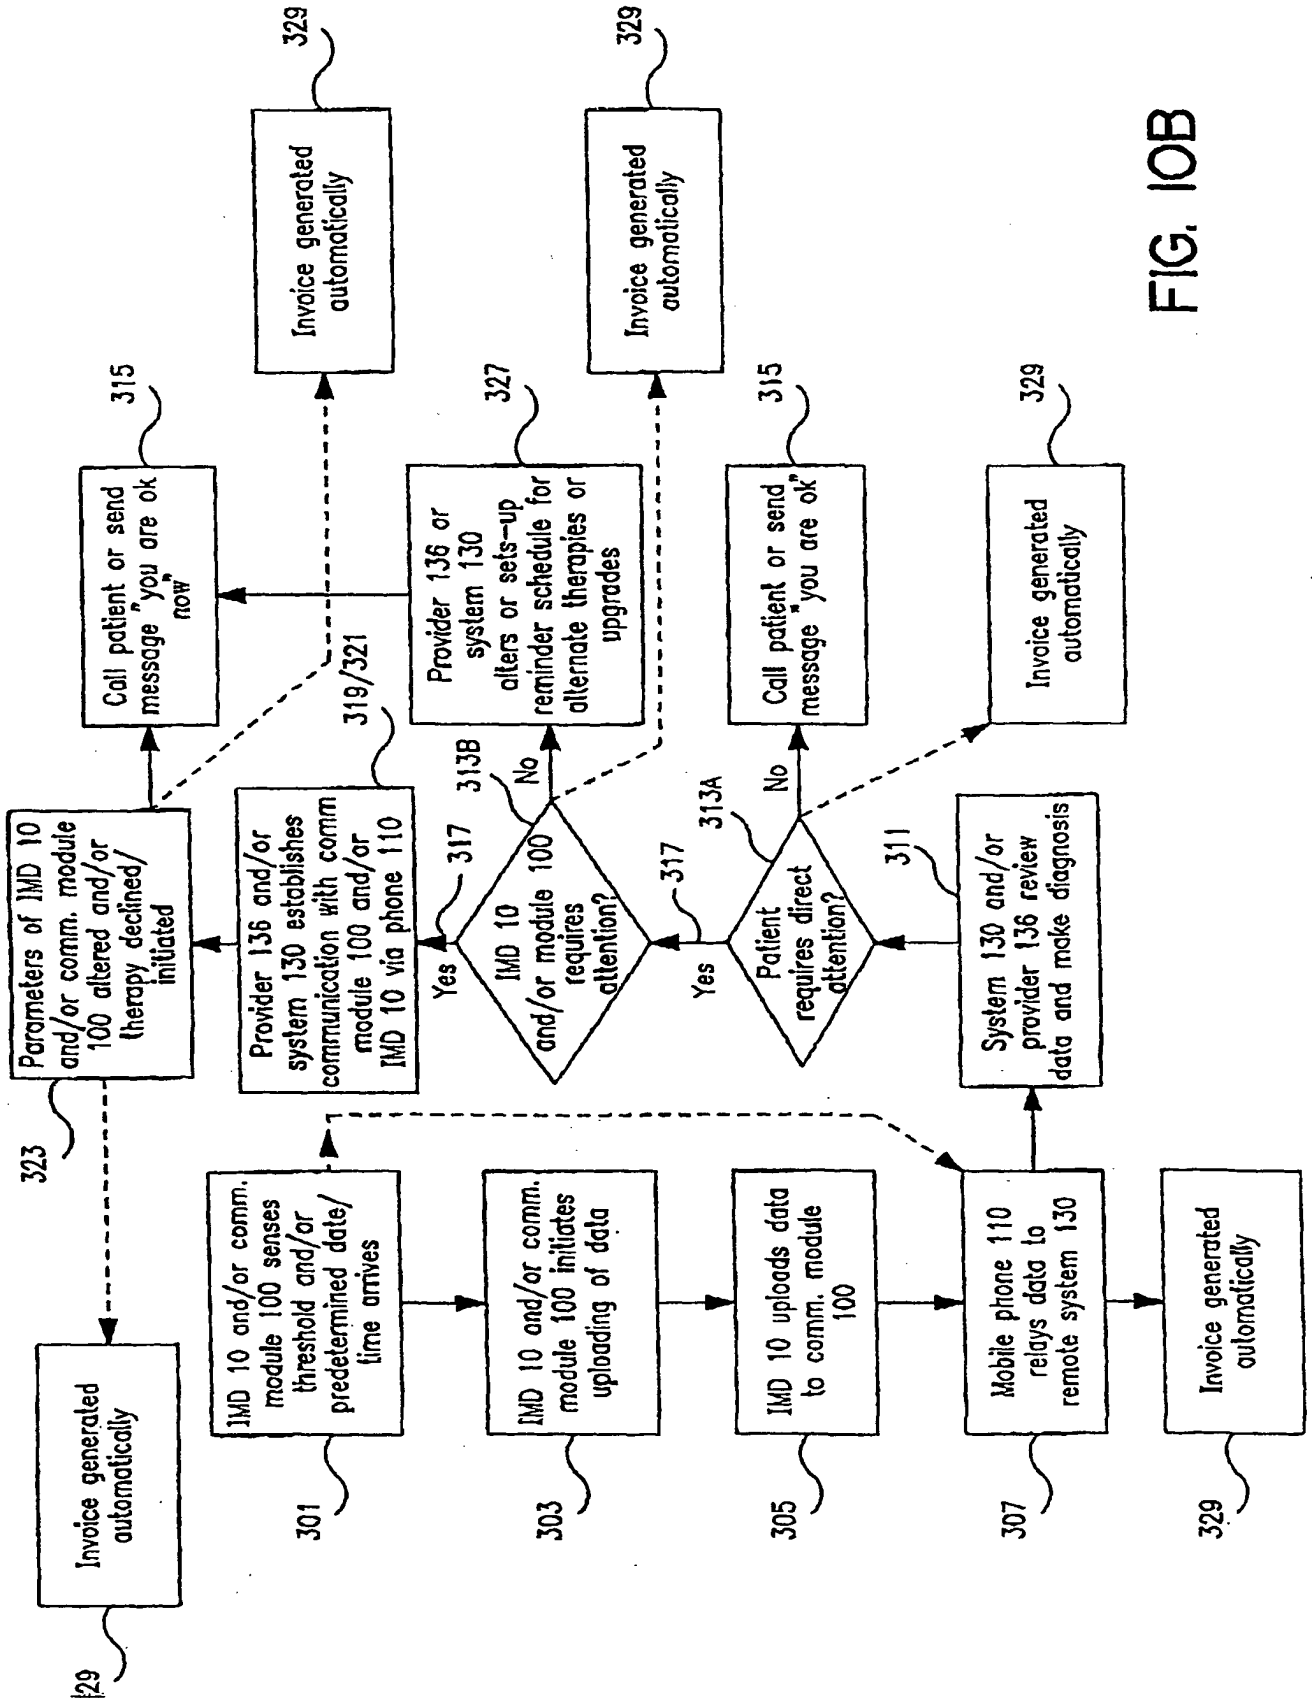 329
Invoice generated
automatically
323
Parameters of IMD 10
and/or comm. module
100 altered and/or
therapy declined/
initiated
315
Call patient or send
message "you are ok
now"
329
Invoice generated
automatically
301
IMD 10 and/or comm.
module 100 senses
threshold and/or
predetermined date/
time arrives
319/321
Provider 136 and/or
system 130 establishes
communication with comm
module 100 and/or
IMD 10 via phone 110
Yes
317
303
IMD 10 and/or comm.
module 100 initiates
uploading of data
313B
IMD 10
and/or module 100
requires
attention?
No
327
Provider 136 or
system 130
alters or sets-up
reminder schedule for
alternate therapies or
upgrades
329
Invoice generated
automatically
Yes
317
305
IMD 10 uploads data
to comm. module
100
313A
Patient
requires direct
attention?
No
315
Call patient or send
message "you are ok"
307
Mobile phone 110
relays data to
remote system 130
311
System 130 and/or
provider 136 review
data and make diagnosis
329
Invoice generated
automatically
329
Invoice generated
automatically
FIG. 10B